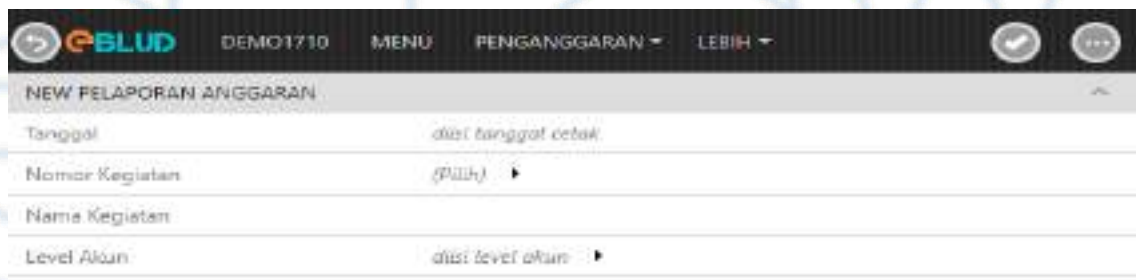 eBLUD DEMO1710 MENU PENGANGGARAN LEBIH
NEW PELAPORAN ANGGARAN
Tanggal diisi tanggal cetak
Nomor Kegiatan (Pilih)
Nama Kegiatan
Level Akun diisi level akun